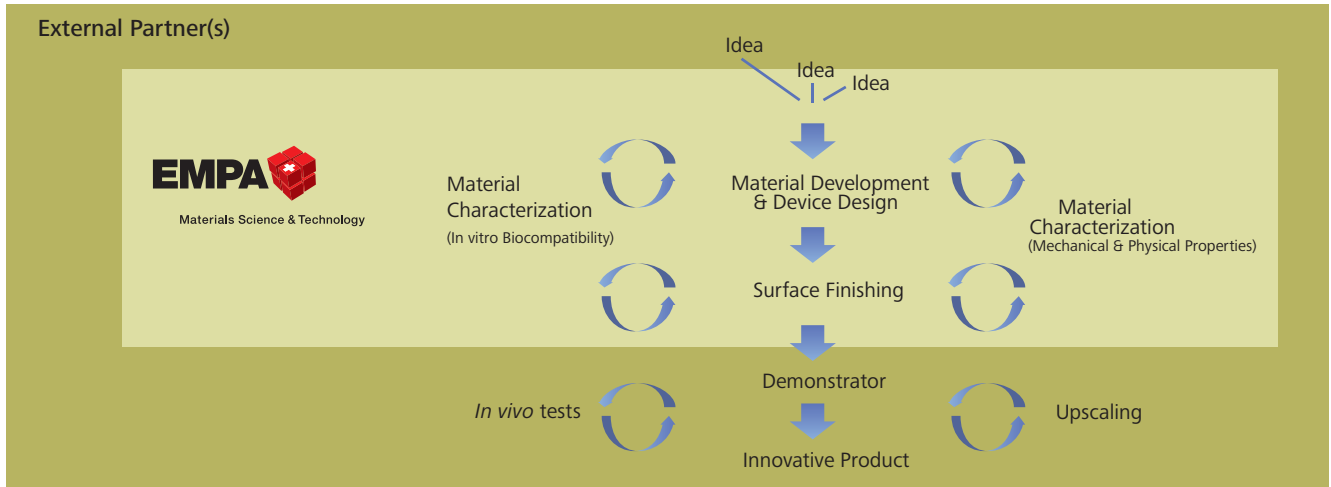 External Partner(s)
Idea
Idea
Idea
EMPA
Materials Science & Technology
Material
Characterization
(In vitro Biocompatibility)
Material Development
& Device Design
Material
Characterization
(Mechanical & Physical Properties)
Surface Finishing
Demonstrator
In vivo tests
Upscaling
Innovative Product